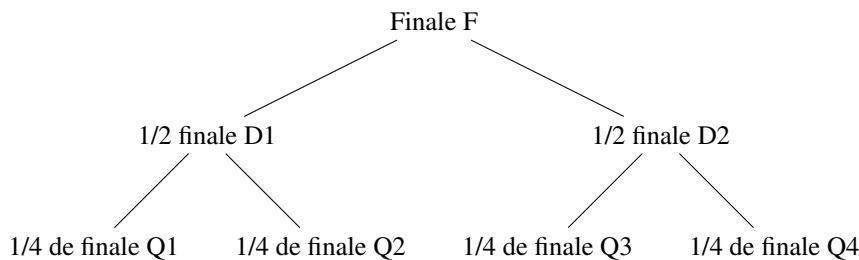 Finale F
1/2 finale D1 1/2 finale D2
1/4 de finale Q1 1/4 de finale Q2 1/4 de finale Q3 1/4 de finale Q4